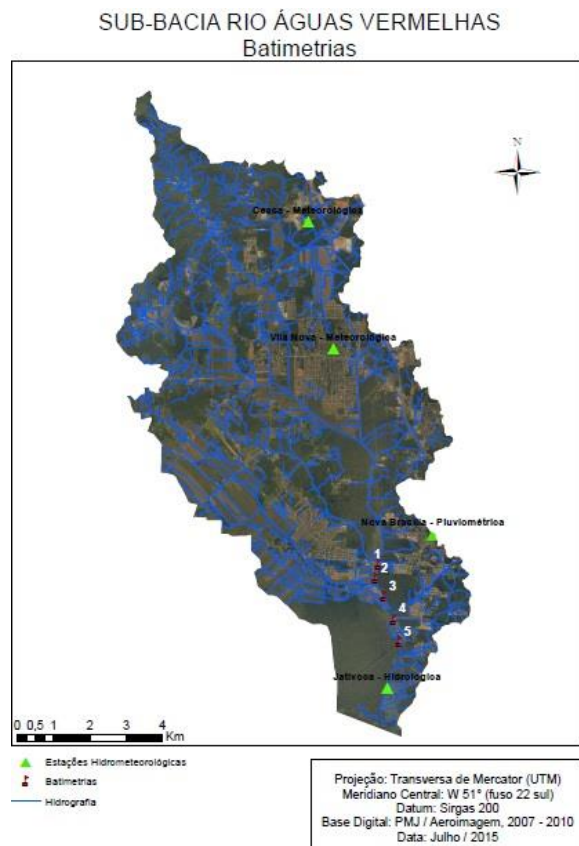 SUB-BACIA RIO ÁGUAS VERMELHAS
Batimetrias
N
Ceasa - Meteorológica
Vila Nova - Meteorológica
Nova Brasília - Pluviométrica
1
2
3
4
5
Jativoca - Hidrológica
0 0,5 1 2 3 4
Km
Estações Hidrometeorológicas
Batimetrias
Hidrografia
Projeção: Transversa de Mercator (UTM)
Meridiano Central: W 51° (fuso 22 sul)
Datum: Sirgas 200
Base Digital: PMJ / Aeroimagem, 2007 - 2010
Data: Julho / 2015